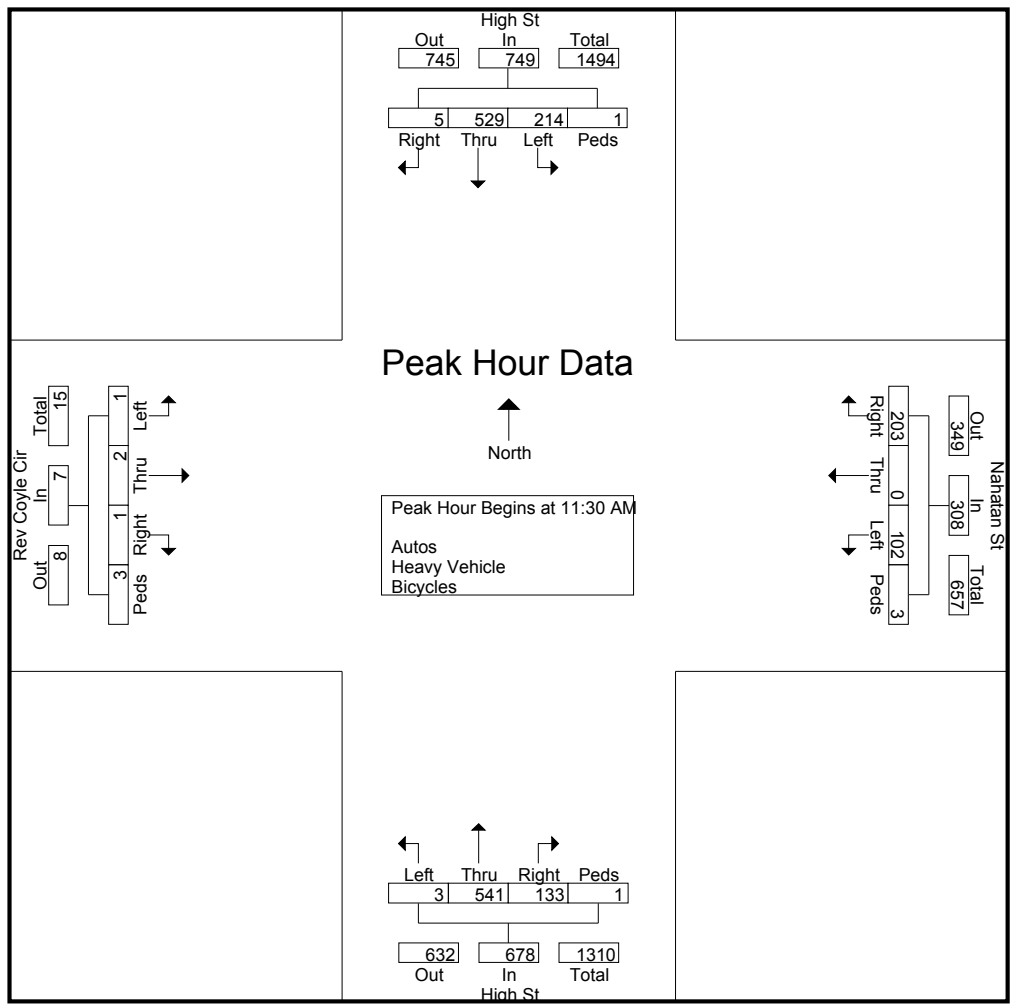 High St
Out In Total
745 749 1494
5 529 214 1
Right Thru Left Peds
Peak Hour Data
North
Peak Hour Begins at 11:30 AM
Autos
Heavy Vehicle
Bicycles
Rev Coyle Cir
Out In Total
8 7 15
Left Thru Right Peds
1 2 1 3
Nahatan St
Out In Total
349 308 657
Right Thru Left Peds
203 0 102 3
Left Thru Right Peds
3 541 133 1
632 678 1310
Out In Total
High St